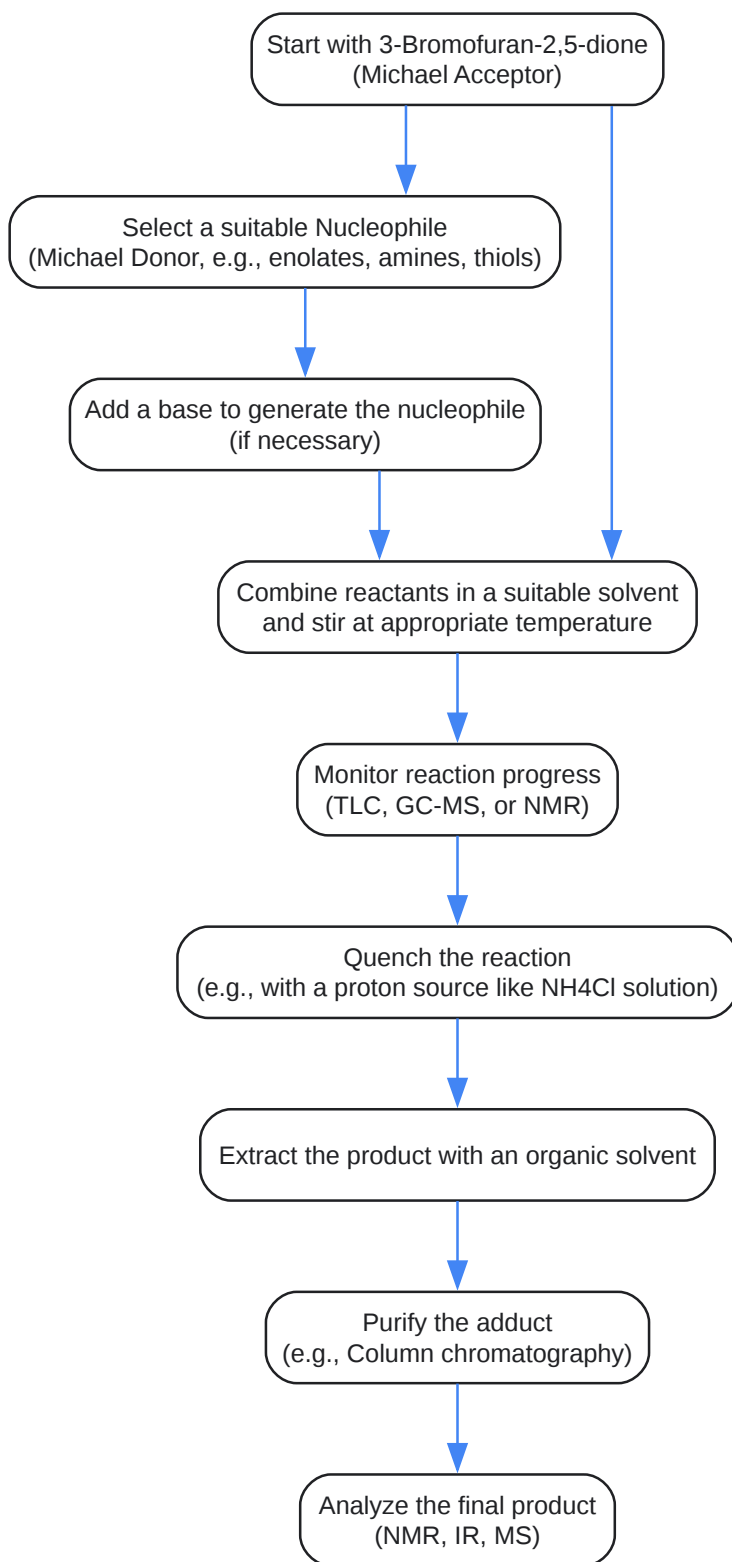 Start with 3-Bromofuran-2,5-dione
(Michael Acceptor)
Select a suitable Nucleophile
(Michael Donor, e.g., enolates, amines, thiols)
Add a base to generate the nucleophile
(if necessary)
Combine reactants in a suitable solvent
and stir at appropriate temperature
Monitor reaction progress
(TLC, GC-MS, or NMR)
Quench the reaction
(e.g., with a proton source like NH4Cl solution)
Extract the product with an organic solvent
Purify the adduct
(e.g., Column chromatography)
Analyze the final product
(NMR, IR, MS)